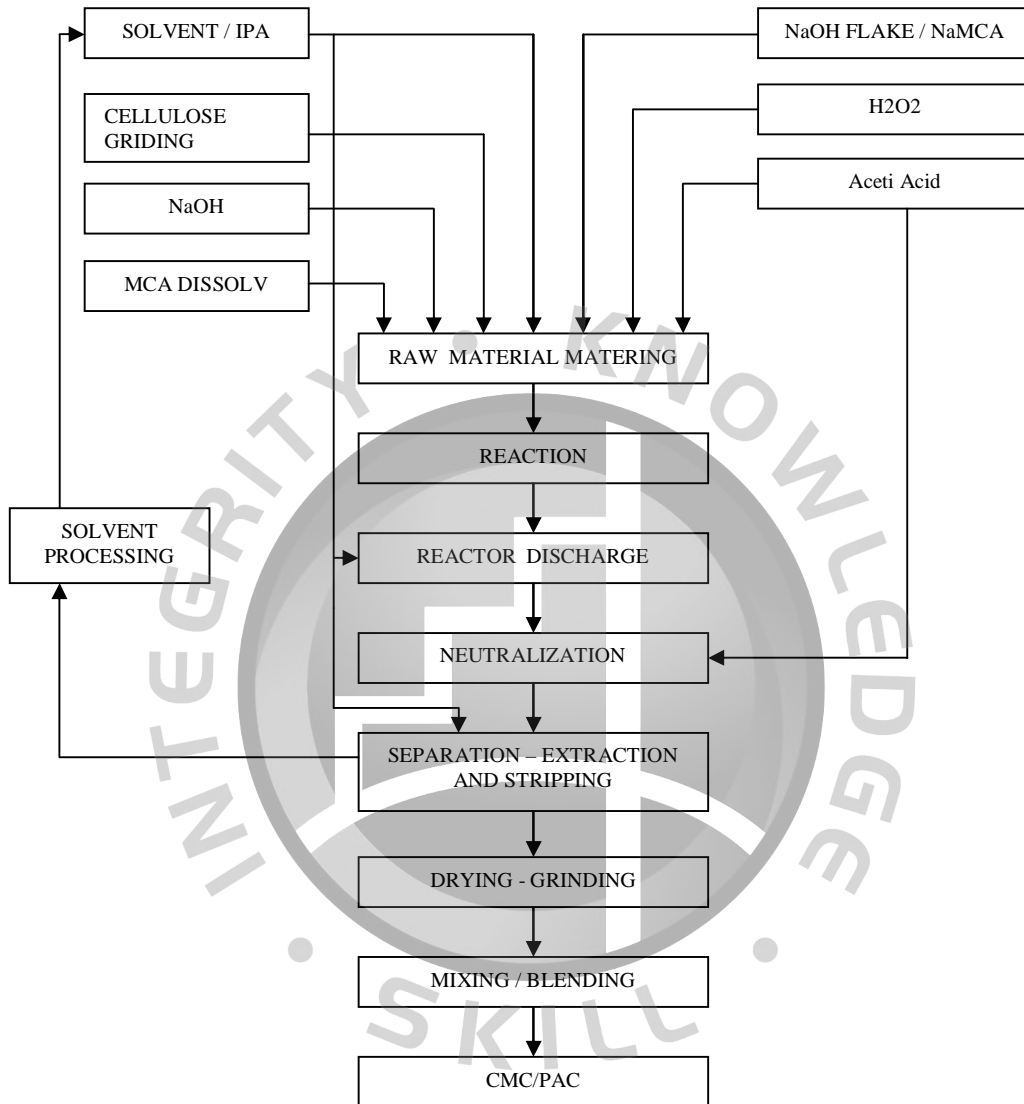 SOLVENT / IPA
NaOH FLAKE / NaMCA
CELLULOSE
GRIDING
H2O2
NaOH
Aceti Acid
MCA DISSOLV
RAW MATERIAL MATERING
REACTION
SOLVENT
PROCESSING
REACTOR DISCHARGE
NEUTRALIZATION
SEPARATION – EXTRACTION
AND STRIPPING
DRYING - GRINDING
MIXING / BLENDING
CMC/PAC
INTEGRITY • KNOWLEDGE • SKILL •